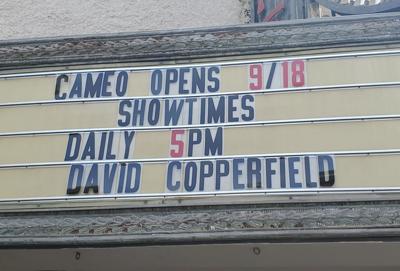 CAMEO OPENS 9/18
SHOWTIMES
DAILY 5PM
DAVID COPPERFIELD